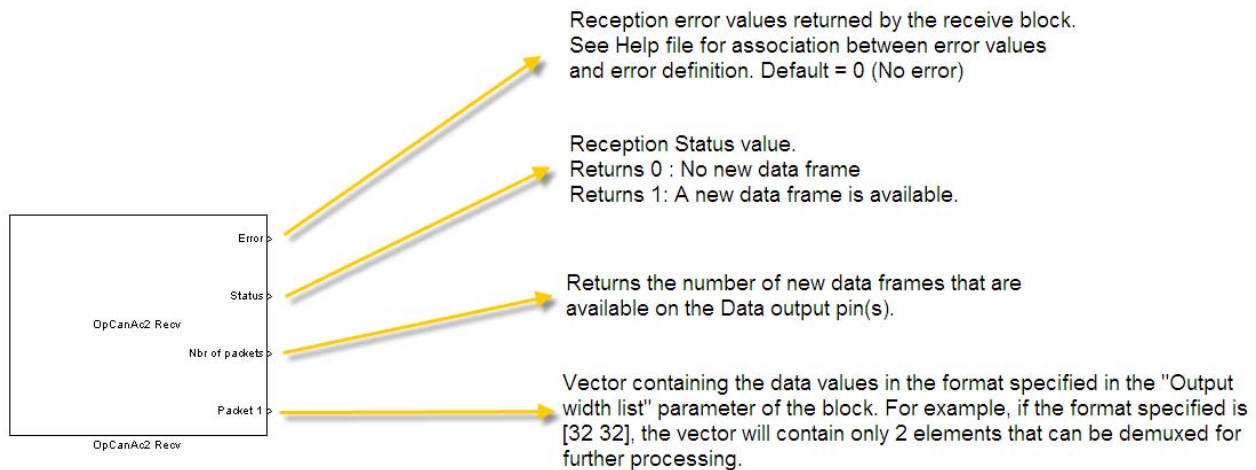 Reception error values returned by the receive block.
See Help file for association between error values
and error definition. Default = 0 (No error)
Reception Status value.
Returns 0 : No new data frame
Returns 1: A new data frame is available.
Error
Status
OpCanAc2 Recv
Nbr of packets
Packet 1
OpCanAc2 Recv
Returns the number of new data frames that are
available on the Data output pin(s).
Vector containing the data values in the format specified in the "Output
width list" parameter of the block. For example, if the format specified is
[32 32], the vector will contain only 2 elements that can be demuxed for
further processing.